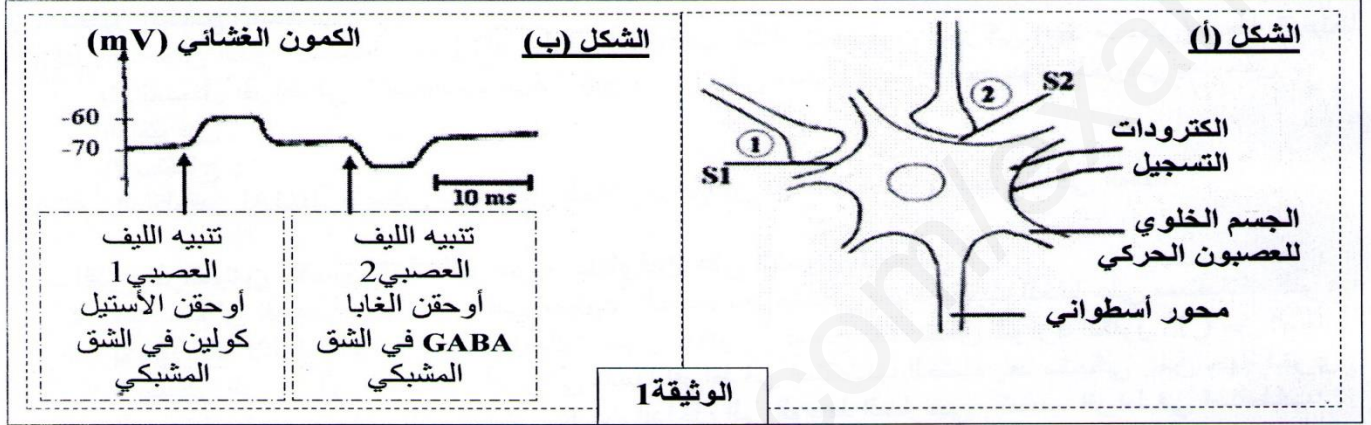 الشكل (أ)
S2
2
1
S1
الكترودات
التسجيل
الجسم الخلوي
للعصبون الحركي
محور أسطواني
الشكل (ب)
الكمون الغشائي (mV)
-60
-70
10 ms
تنبيه الليف
العصبي1
أوحقن الأستيل
كولين في الشق
المشبكي
تنبيه الليف
العصبي2
أوحقن الغابا
GABA في الشق
المشبكي
الوثيقة1
com/exa